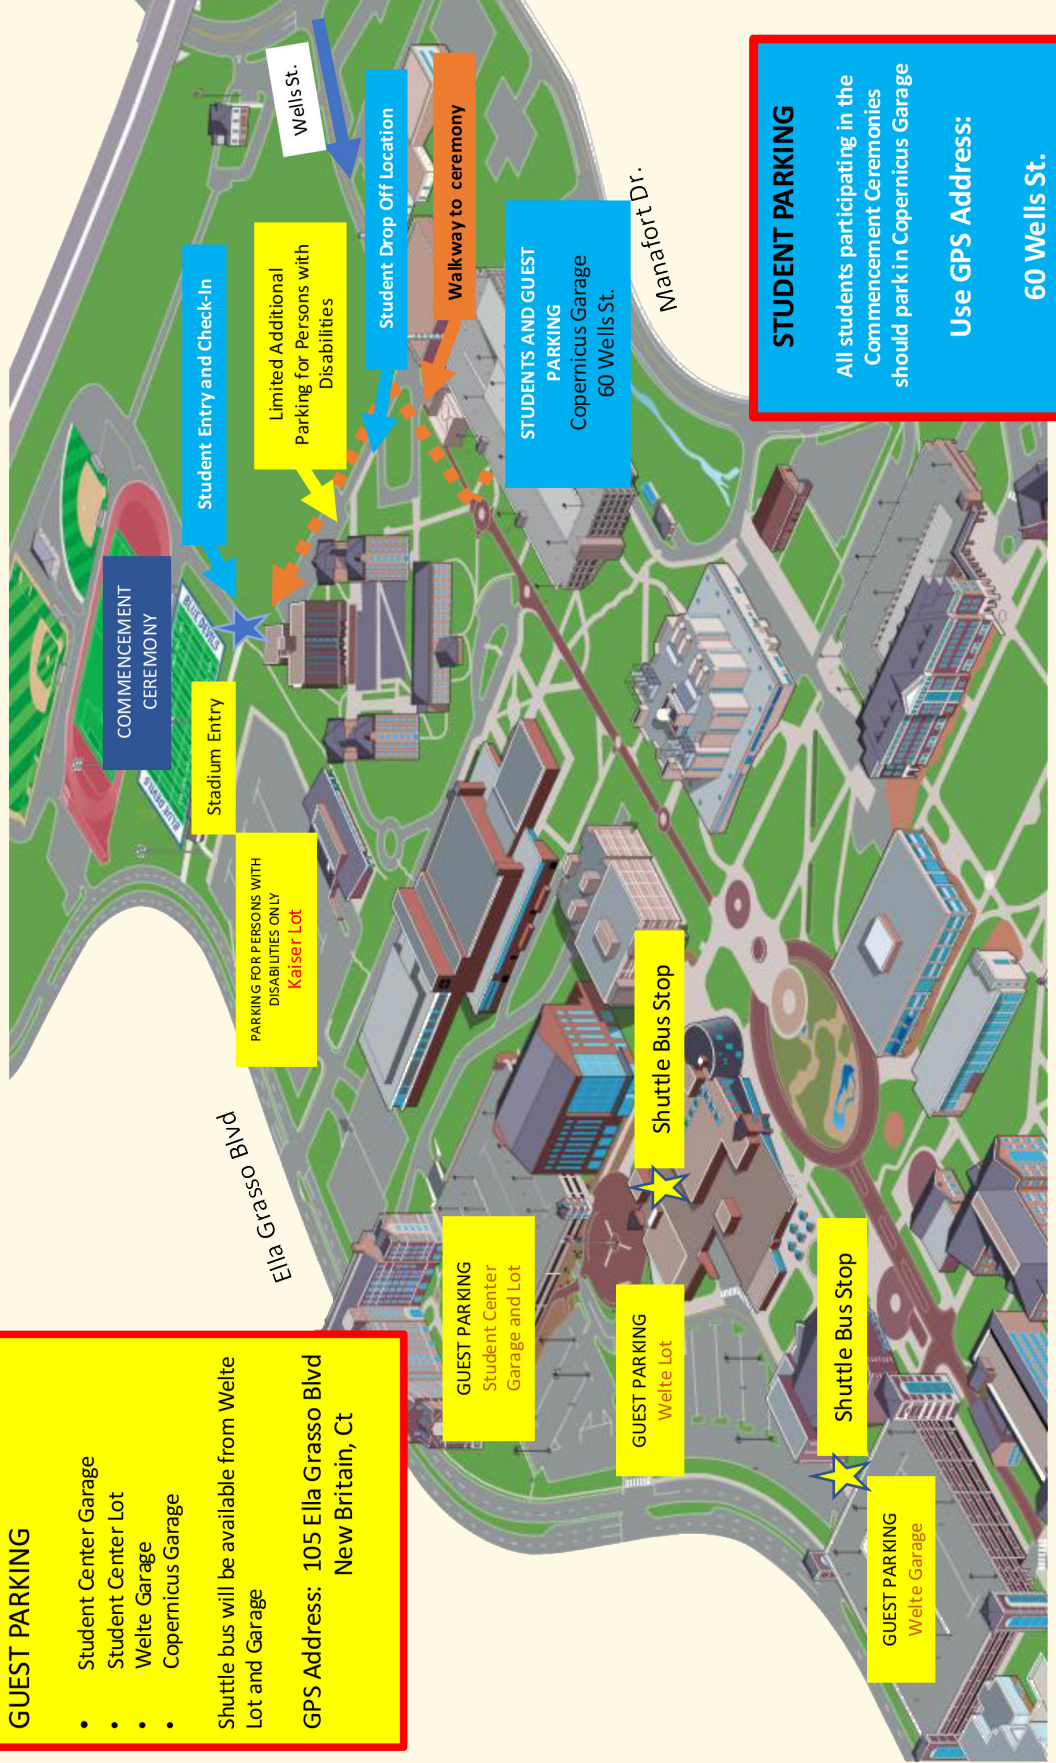 GUEST PARKING
• Student Center Garage
• Student Center Lot
• Welte Garage
• Copernicus Garage
Shuttle bus will be available from Welte
Lot and Garage
GPS Address: 105 Ella Grasso Blvd
New Britain, Ct
Ella Grasso Blvd
PARKING FOR PERSONS WITH
DISABILITIES ONLY
Kaiser Lot
Stadium Entry
COMMENCEMENT
CEREMONY
BLUE DEVILS
BLUE DEVILS
Student Entry and Check-In
Limited Additional
Parking for Persons with
Disabilities
Wells St.
Student Drop Off Location
Walkway to ceremony
STUDENTS AND GUEST
PARKING
Copernicus Garage
60 Wells St.
Manafort Dr.
GUEST PARKING
Student Center
Garage and Lot
GUEST PARKING
Welte Lot
Shuttle Bus Stop
Shuttle Bus Stop
GUEST PARKING
Welte Garage
STUDENT PARKING
All students participating in the
Commencement Ceremonies
should park in Copernicus Garage
Use GPS Address:
60 Wells St.